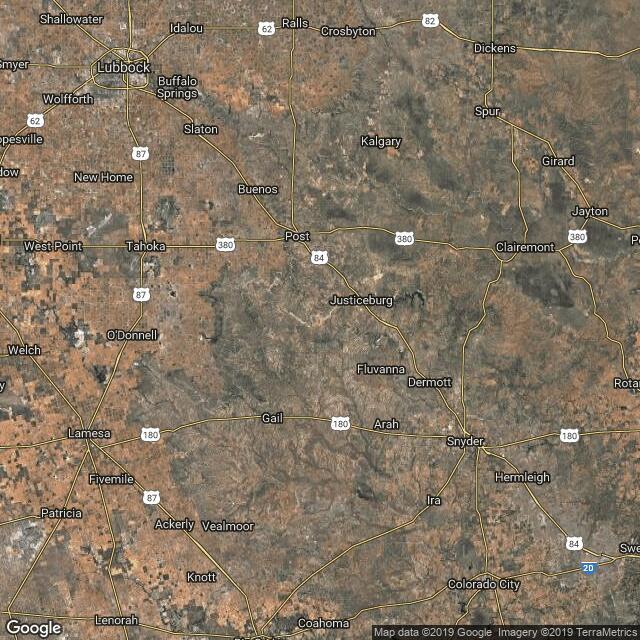 Shallowater
Idalou
62
Ralls
Crosbyton
82
Dickens
Smyer
Lubbock
Buffalo
Springs
Wolfforth
Spur
62
Slaton
Kalgary
87
Girard
New Home
Buenos
Jayton
Post
380
380
380
West Point
Tahoka
Clairemont
84
87
Justiceburg
O'Donnell
Welch
Fluvanna
Dermott
Gail
180
Arah
Lamesa
180
Snyder
180
Fivemile
Hermleigh
87
Ira
Patricia
Ackerly
Vealmoor
84
20
Knott
Colorado City
Lenorah
Coahoma
Google
Map data ©2019 Google Imagery ©2019 TerraMetrics